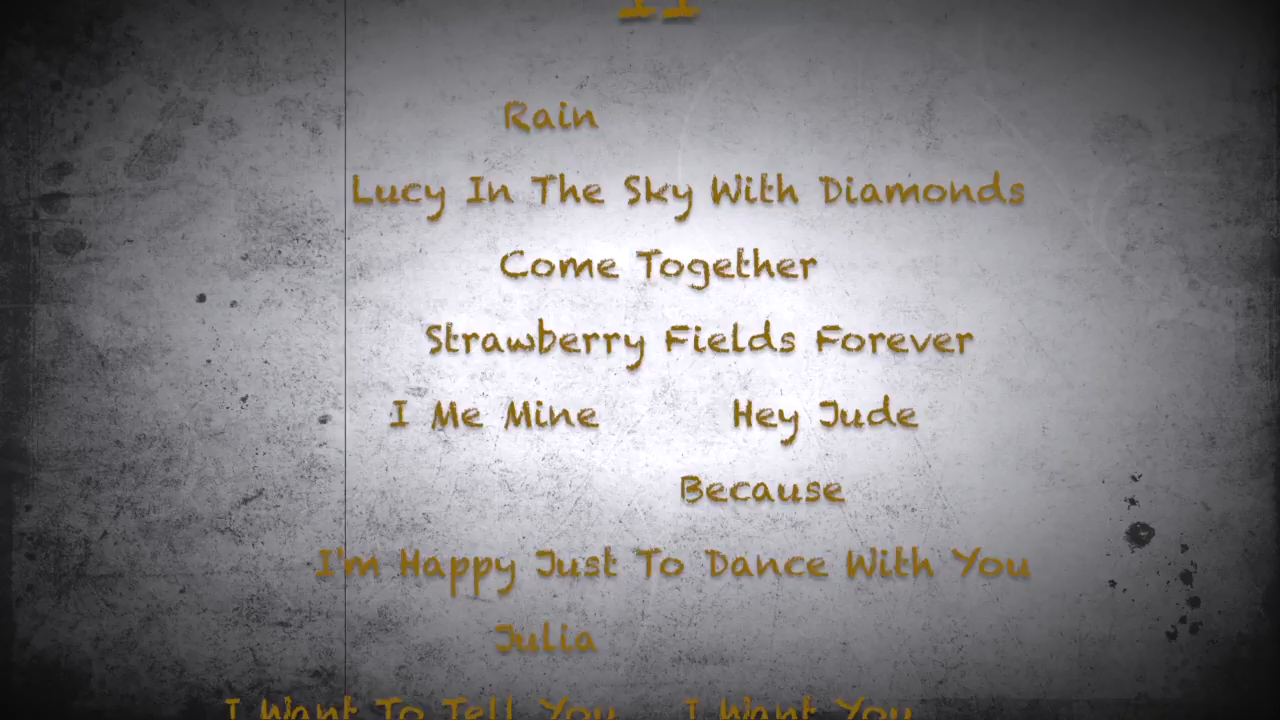 II
Rain
Lucy In The Sky With Diamonds
Come Together
Strawberry Fields Forever
I Me Mine Hey Jude
Because
I'm Happy Just To Dance With You
Julia
I Want To Tell You I Want You